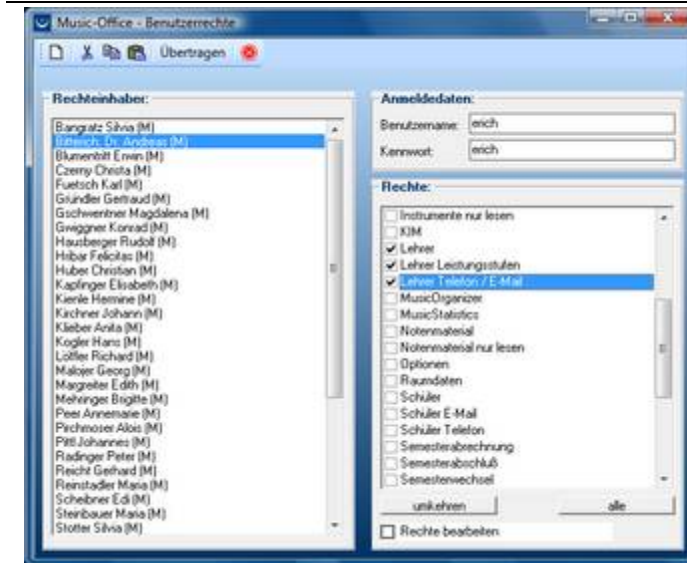 Music-Office - Benutzerrechte
Übertragen
Rechteinhaber:
Bangratz Silvia (M)
Bitterich, Dr. Andreas (M)
Blumentritt Erwin (M)
Czerny Christa (M)
Fuetsch Karl (M)
Gründler Gertraud (M)
Gschwentner Magdalena (M)
Gwiggner Konrad (M)
Hausberger Rudolf (M)
Hribar Felicitas (M)
Huber Christian (M)
Kapfinger Elisabeth (M)
Kienle Hermine (M)
Kirchner Johann (M)
Klieber Anita (M)
Kogler Hans (M)
Löffler Richard (M)
Malojer Georg (M)
Margreiter Edith (M)
Mehringer Brigitte (M)
Peer Annemarie (M)
Pirchmoser Alois (M)
Pittl Johannes (M)
Radinger Peter (M)
Reicht Gerhard (M)
Reinstadler Maria (M)
Scheibner Edi (M)
Steinbauer Maria (M)
Stotter Silvia (M)
Anmeldedaten:
Benutzername: erich
Kennwort: erich
Rechte:
Instrumente nur lesen
KIM
Lehrer
Lehrer Leistungsstufen
Lehrer Telefon / E-Mail
MusicOrganizer
MusicStatistics
Notenmaterial
Notenmaterial nur lesen
Optionen
Raumdaten
Schüler
Schüler E-Mail
Schüler Telefon
Semesterabrechnung
Semesterabschluß
Semesterwechsel
umkehren alle
Rechte bearbeiten